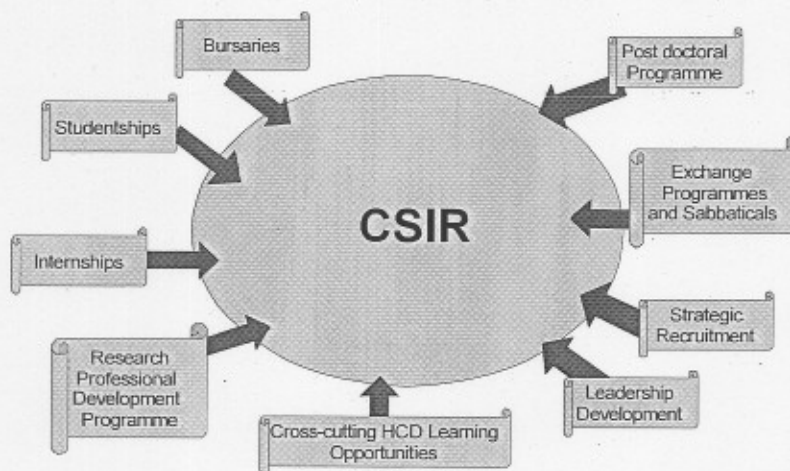 Bursaries
Post doctoral
Programme
Studentships
Exchange
Programmes
and Sabbaticals
CSIR
Internships
Strategic
Recruitment
Research
Professional
Development
Programme
Leadership
Development
Cross-cutting HCD Learning
Opportunities